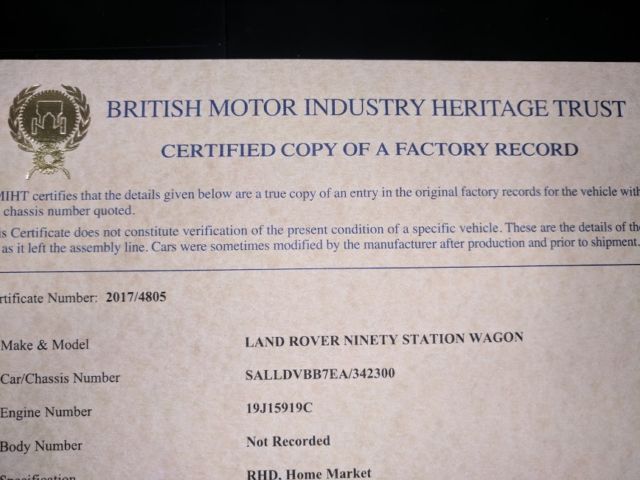 BRITISH MOTOR INDUSTRY HERITAGE TRUST
CERTIFIED COPY OF A FACTORY RECORD
MIHT certifies that the details given below are a true copy of an entry in the original factory records for the vehicle with
chassis number quoted.
is Certificate does not constitute verification of the present condition of a specific vehicle. These are the details of the
as it left the assembly line. Cars were sometimes modified by the manufacturer after production and prior to shipment.
rtificate Number: 2017/4805
Make & Model LAND ROVER NINETY STATION WAGON
Car/Chassis Number SALLDVBB7EA/342300
Engine Number 19J15919C
Body Number Not Recorded
Specification RHD, Home Market